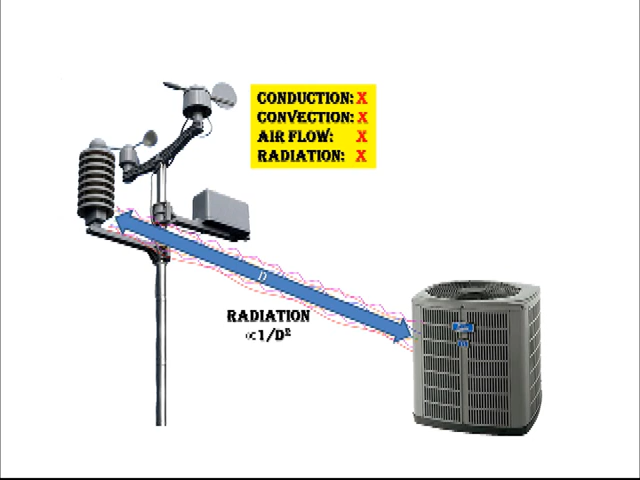 CONDUCTION: X
CONVECTION: X
AIR FLOW: X
RADIATION: X
D
RADIATION
∝1/D²